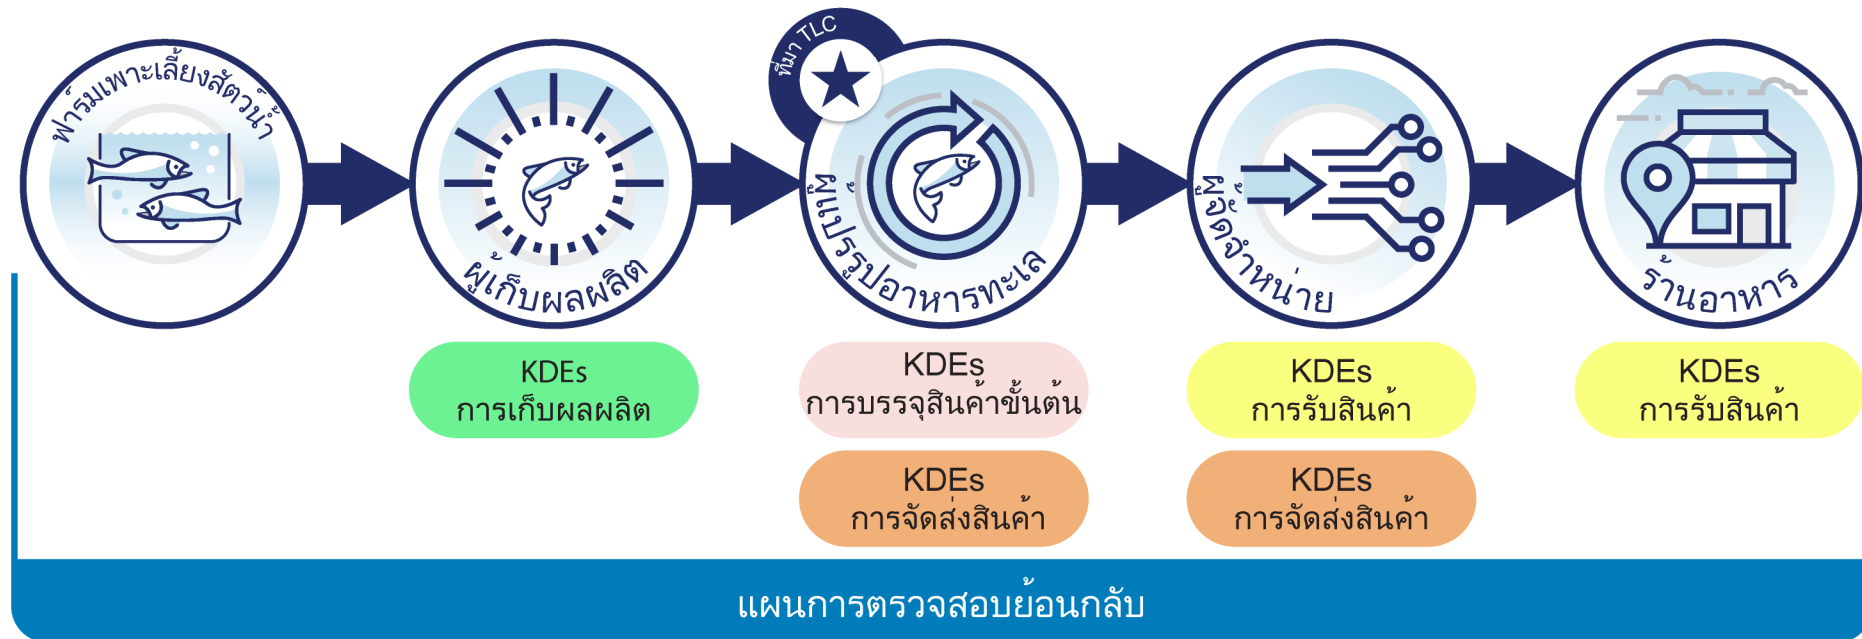 ฟาร์มเพาะเลี้ยงสัตว์น้ำ
ผู้เก็บผลผลิต
ที่มา TLC
ผู้แปรรูปอาหารทะเล
ผู้จัดจำหน่าย
ร้านอาหาร
KDEs
การเก็บผลผลิต
KDEs
การบรรจุสินค้าขั้นต้น
KDEs
การรับสินค้า
KDEs
การรับสินค้า
KDEs
การจัดส่งสินค้า
KDEs
การจัดส่งสินค้า
แผนการตรวจสอบย้อนกลับ